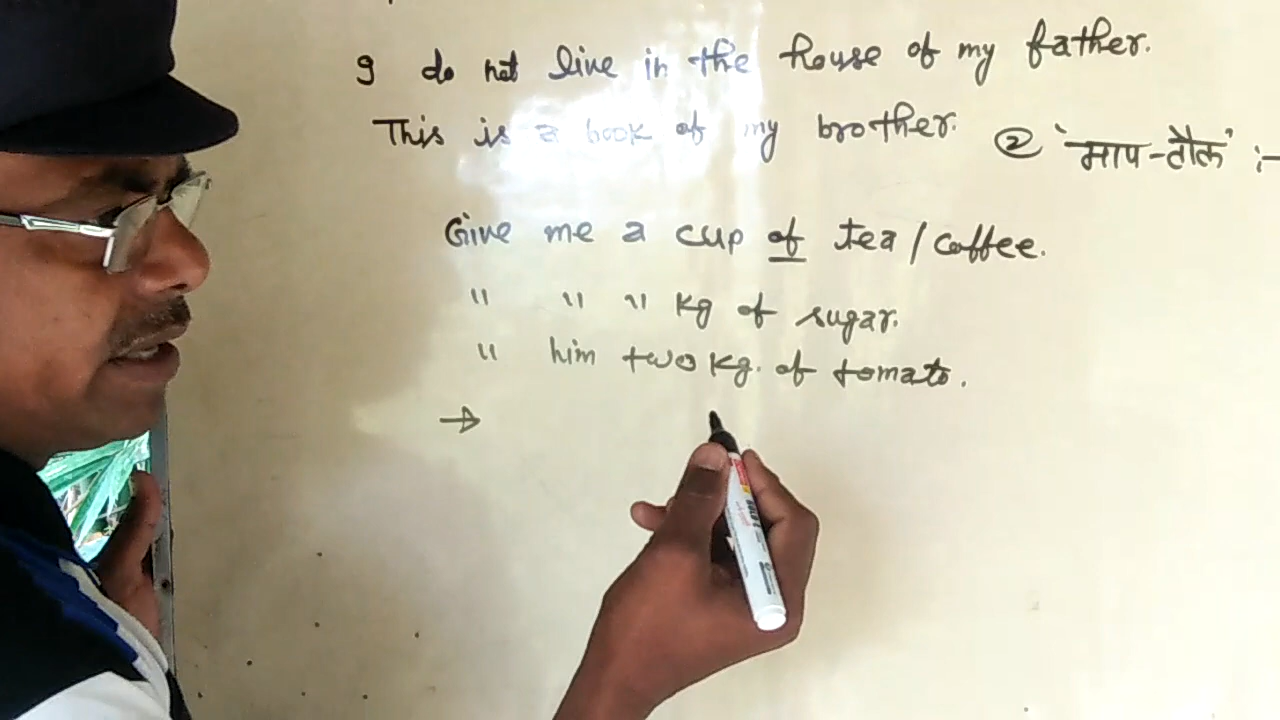 I do not live in the house of my father.
This is a book of my brother.
② 'माप-तौल' :-
Give me a cup of tea / coffee.
" " " kg of sugar.
" him two kg. of tomato.
→